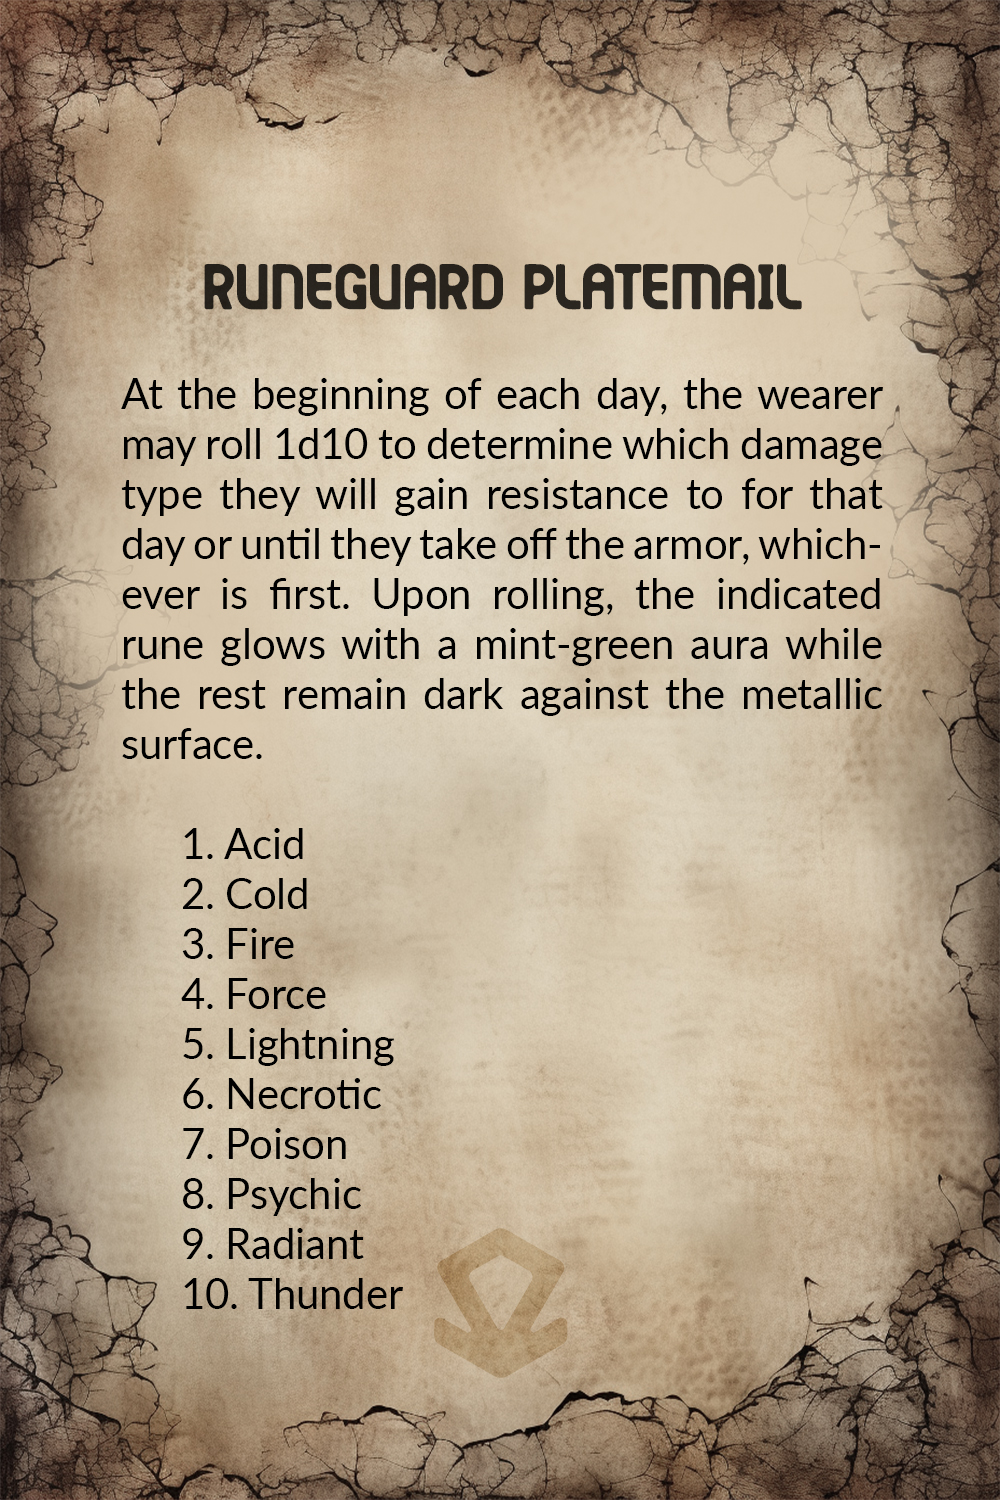 RUNEGUARD PLATEMAIL
At the beginning of each day, the wearer
may roll 1d10 to determine which damage
type they will gain resistance to for that
day or until they take off the armor, which-
ever is first. Upon rolling, the indicated
rune glows with a mint-green aura while
the rest remain dark against the metallic
surface.
1. Acid
2. Cold
3. Fire
4. Force
5. Lightning
6. Necrotic
7. Poison
8. Psychic
9. Radiant
10. Thunder